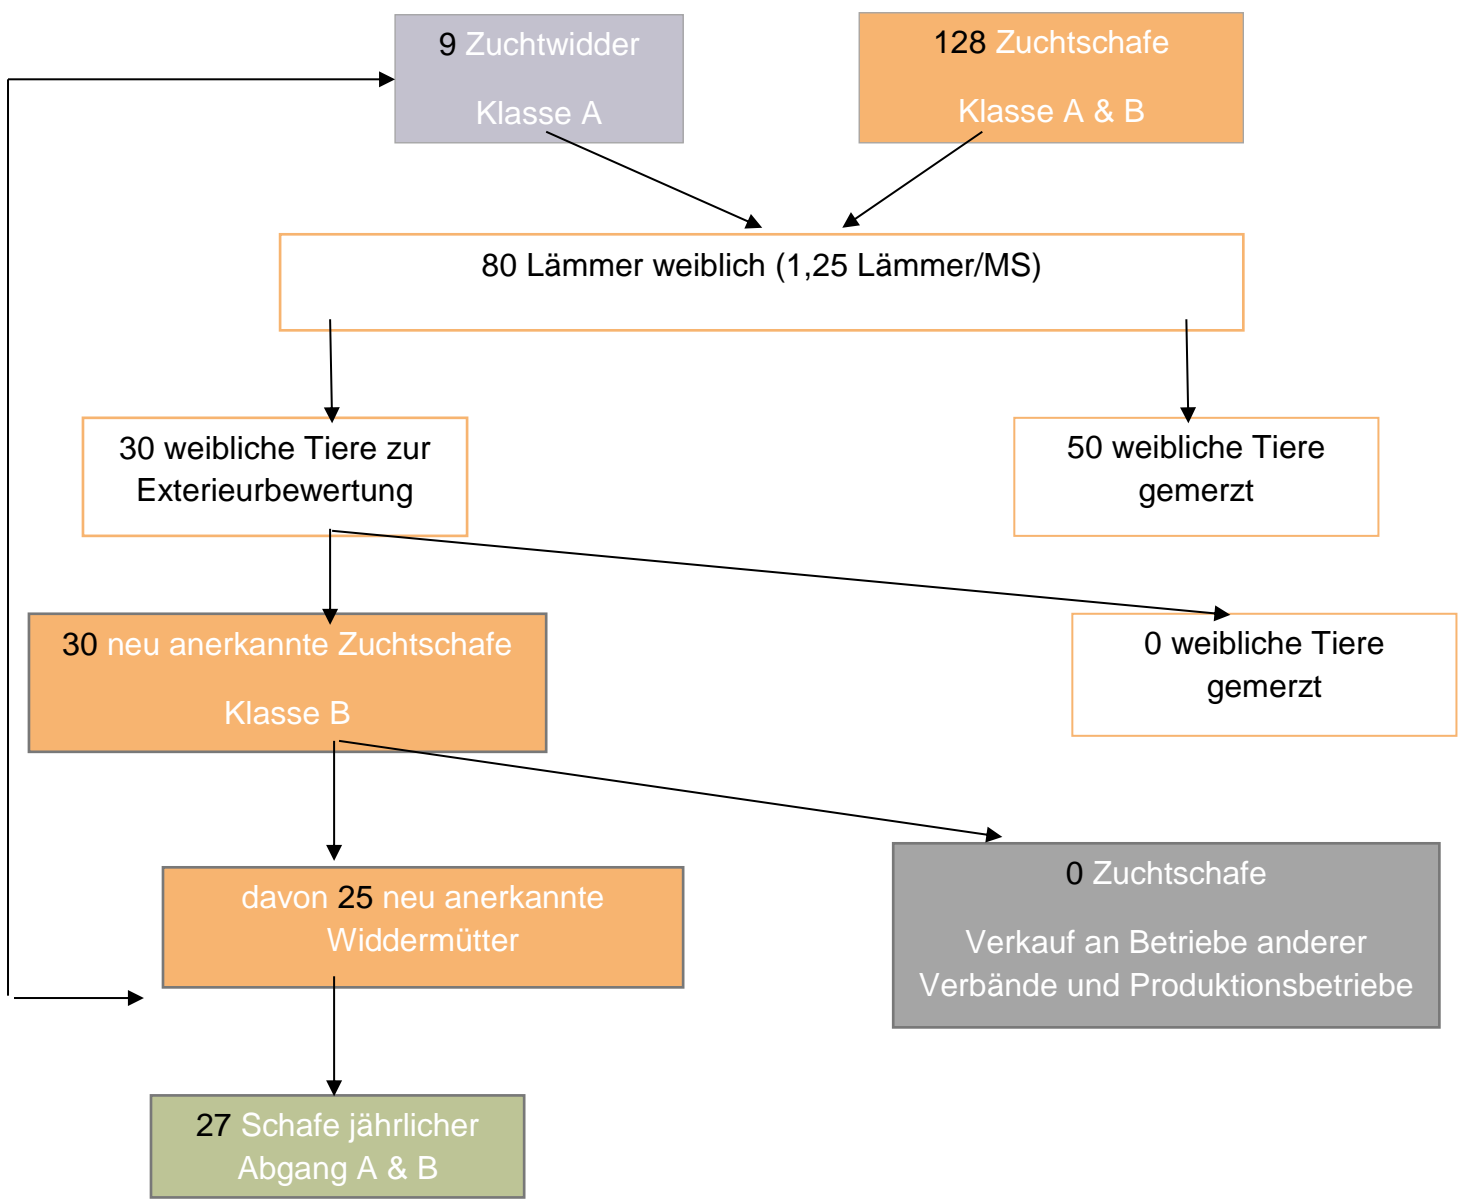 9 Zuchtwidder
Klasse A
128 Zuchtschafe
Klasse A & B
80 Lämmer weiblich (1,25 Lämmer/MS)
30 weibliche Tiere zur
Exterieurbewertung
50 weibliche Tiere
gemerzt
30 neu anerkannte Zuchtschafe
Klasse B
0 weibliche Tiere
gemerzt
davon 25 neu anerkannte
Widdermütter
0 Zuchtschafe
Verkauf an Betriebe anderer
Verbände und Produktionsbetriebe
27 Schafe jährlicher
Abgang A & B